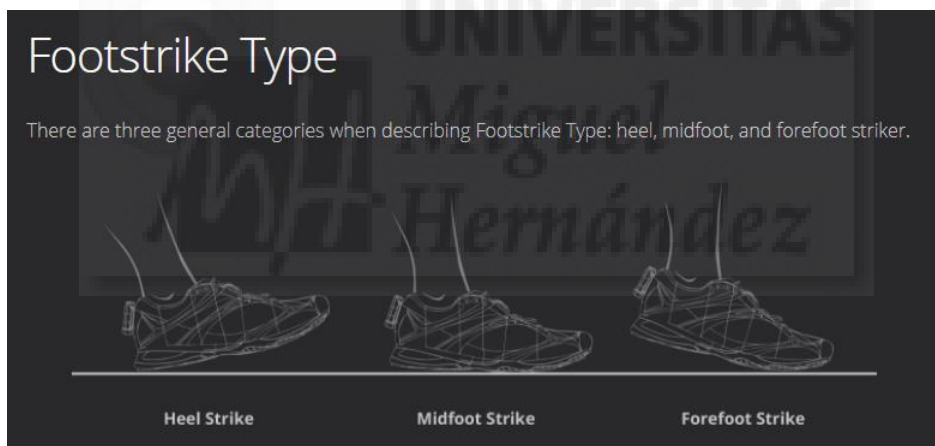 UNIVERSITAS
Miguel
Hernández
Footstrike Type
There are three general categories when describing Footstrike Type: heel, midfoot, and forefoot striker.
Heel Strike
Midfoot Strike
Forefoot Strike